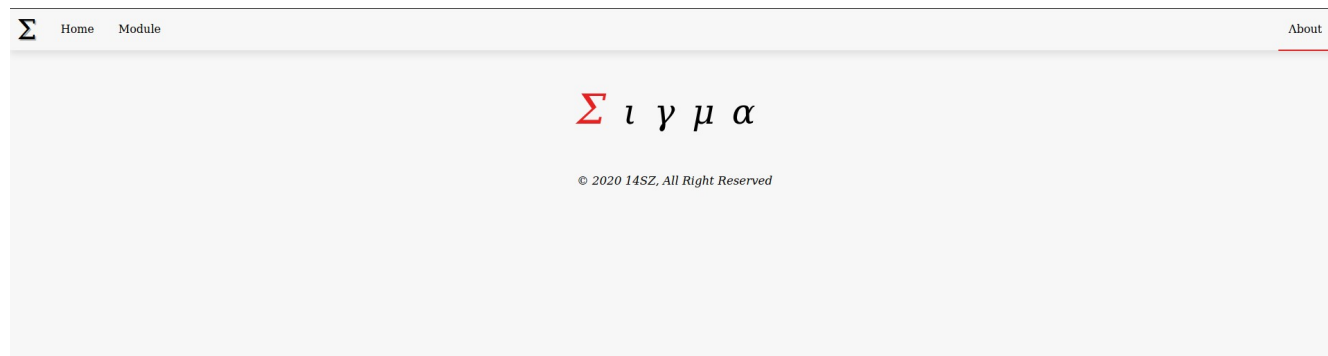 Σ Home Module About
Σ ι γ μ α
© 2020 14SZ, All Right Reserved